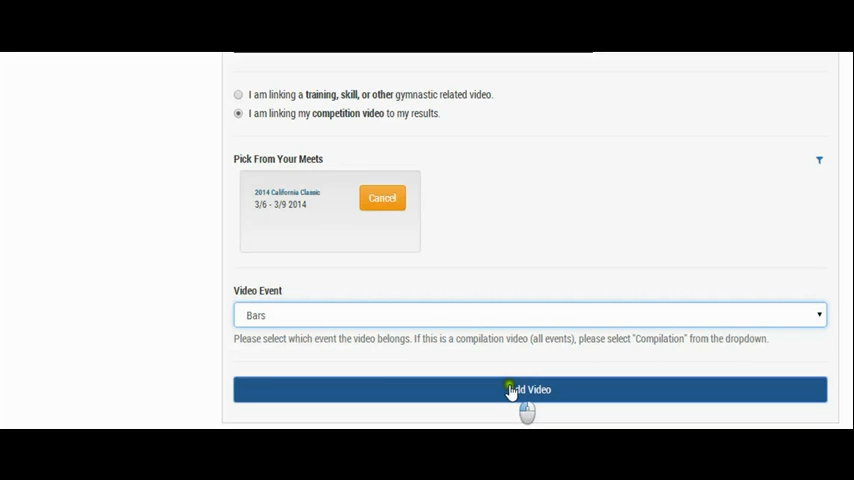 I am linking a training, skill, or other gymnastic related video.
I am linking my competition video to my results.
Pick From Your Meets
2014 California Classic
3/6 - 3/9 2014
Cancel
Video Event
Bars
Please select which event the video belongs. If this is a compilation video (all events), please select "Compilation" from the dropdown.
Add Video